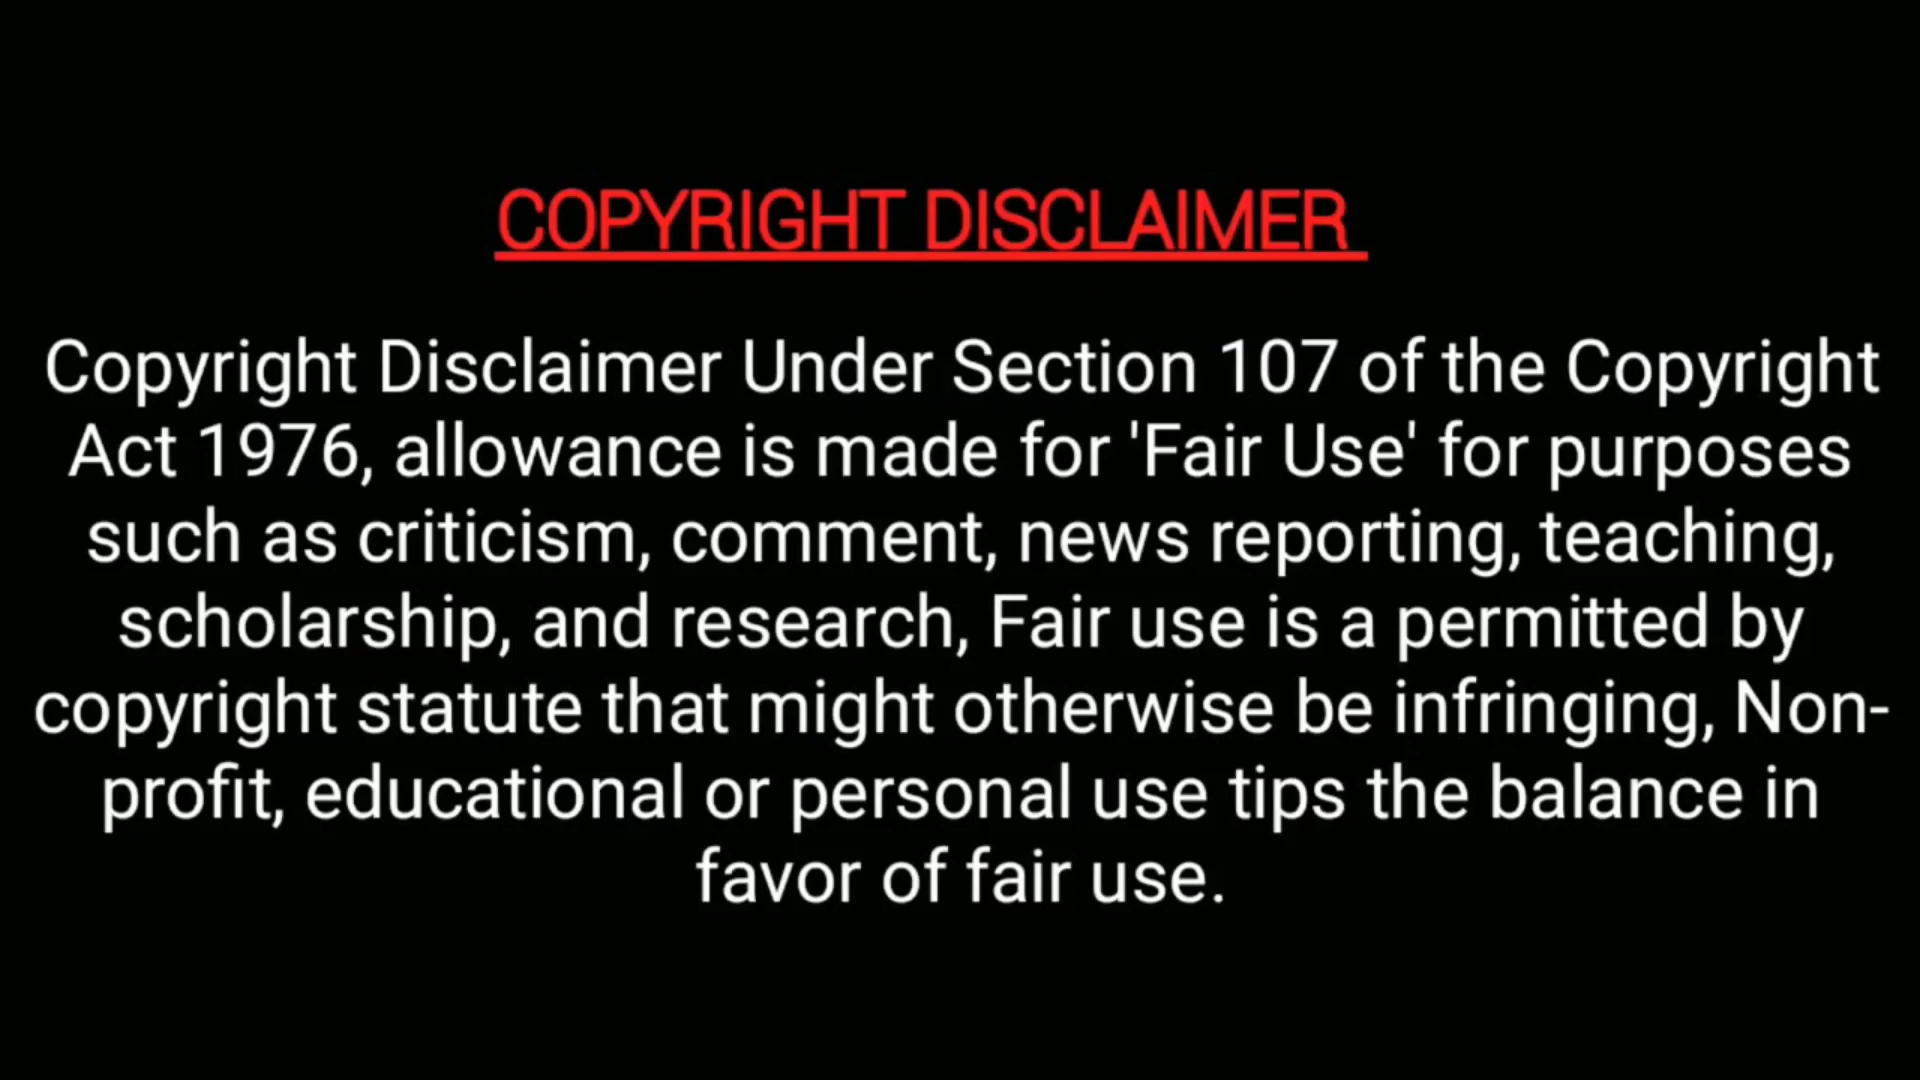 COPYRIGHT DISCLAIMER
Copyright Disclaimer Under Section 107 of the Copyright
Act 1976, allowance is made for 'Fair Use' for purposes
such as criticism, comment, news reporting, teaching,
scholarship, and research, Fair use is a permitted by
copyright statute that might otherwise be infringing, Non-
profit, educational or personal use tips the balance in
favor of fair use.